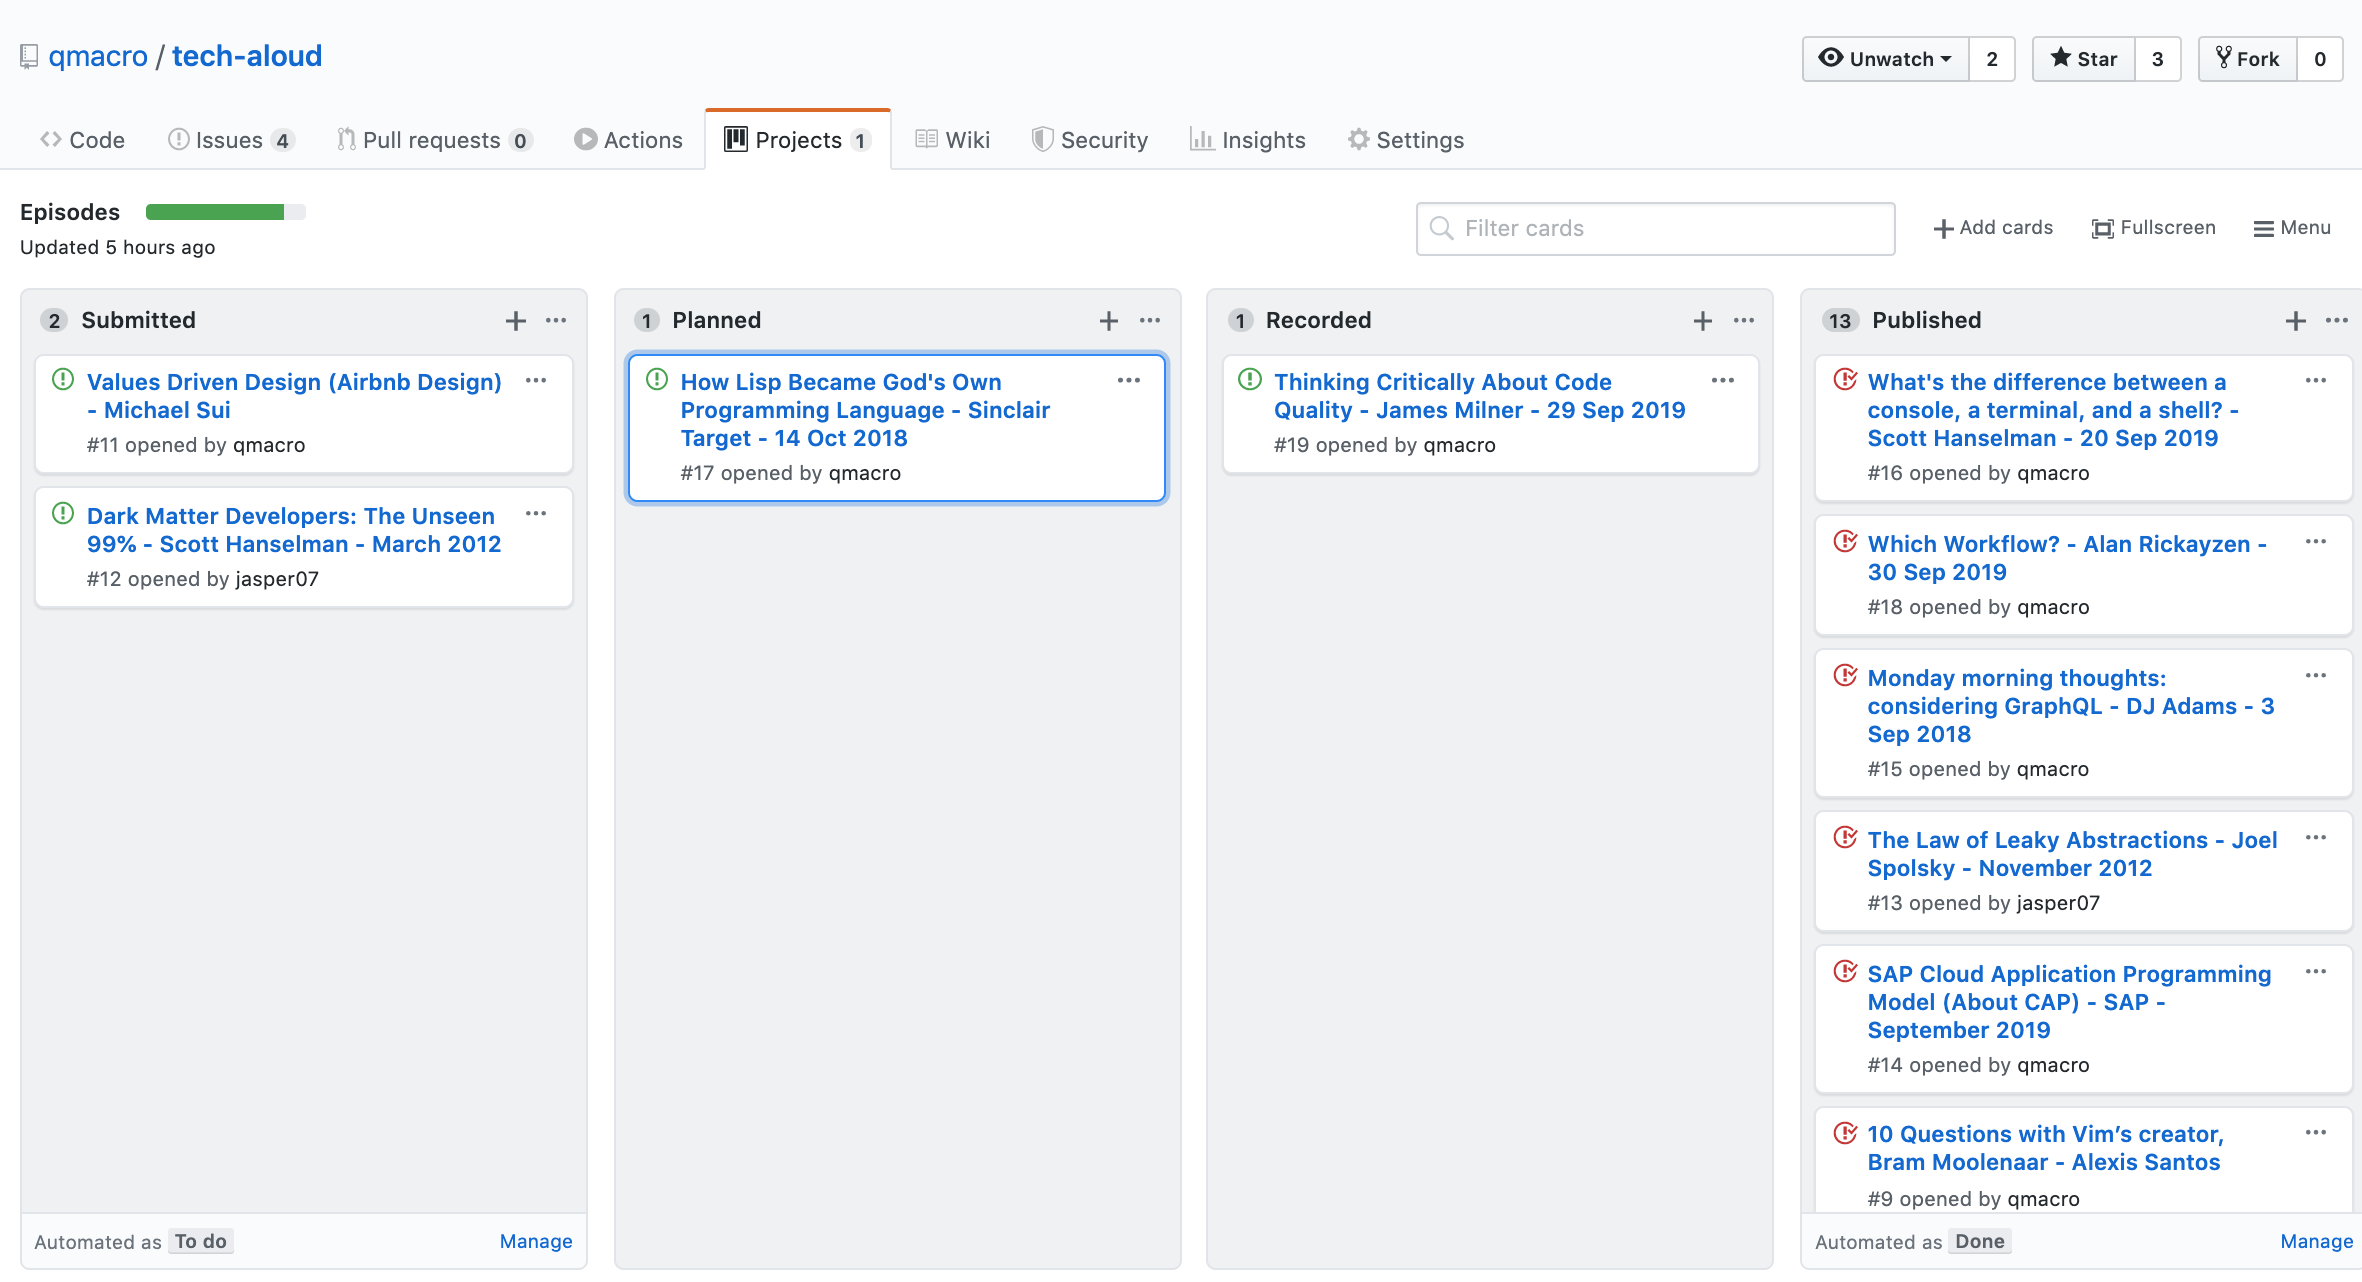 qmacro / tech-aloud
Unwatch 2 Star 3 Fork 0
Code Issues 4 Pull requests 0 Actions Projects 1 Wiki Security Insights Settings
Episodes
Updated 5 hours ago
Filter cards
Add cards Fullscreen Menu
2 Submitted
Values Driven Design (Airbnb Design)
- Michael Sui
#11 opened by qmacro
Dark Matter Developers: The Unseen
99% - Scott Hanselman - March 2012
#12 opened by jasper07
Automated as To do Manage
1 Planned
How Lisp Became God's Own
Programming Language - Sinclair
Target - 14 Oct 2018
#17 opened by qmacro
1 Recorded
Thinking Critically About Code
Quality - James Milner - 29 Sep 2019
#19 opened by qmacro
13 Published
What's the difference between a
console, a terminal, and a shell? -
Scott Hanselman - 20 Sep 2019
#16 opened by qmacro
Which Workflow? - Alan Rickayzen -
30 Sep 2019
#18 opened by qmacro
Monday morning thoughts:
considering GraphQL - DJ Adams - 3
Sep 2018
#15 opened by qmacro
The Law of Leaky Abstractions - Joel
Spolsky - November 2012
#13 opened by jasper07
SAP Cloud Application Programming
Model (About CAP) - SAP -
September 2019
#14 opened by qmacro
10 Questions with Vim’s creator,
Bram Moolenaar - Alexis Santos
#9 opened by qmacro
Automated as Done Manage